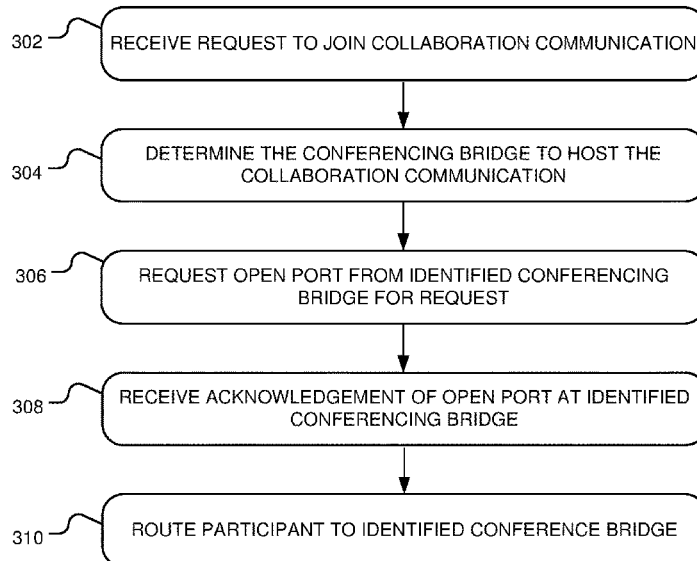 302
RECEIVE REQUEST TO JOIN COLLABORATION COMMUNICATION
304
DETERMINE THE CONFERENCING BRIDGE TO HOST THE
COLLABORATION COMMUNICATION
306
REQUEST OPEN PORT FROM IDENTIFIED CONFERENCING
BRIDGE FOR REQUEST
308
RECEIVE ACKNOWLEDGEMENT OF OPEN PORT AT IDENTIFIED
CONFERENCING BRIDGE
310
ROUTE PARTICIPANT TO IDENTIFIED CONFERENCE BRIDGE